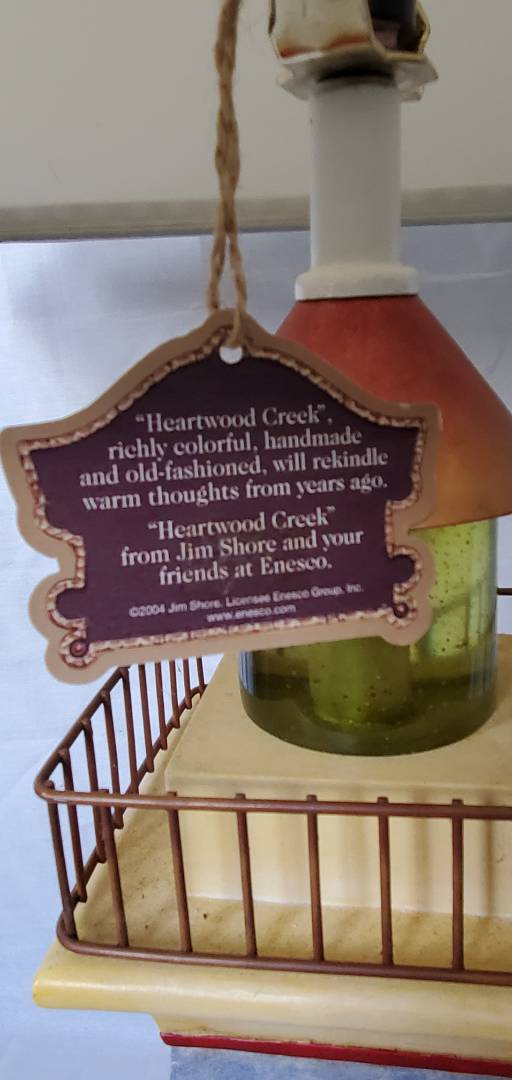 “Heartwood Creek”,
richly colorful, handmade
and old-fashioned, will rekindle
warm thoughts from years ago.
“Heartwood Creek”
from Jim Shore and your
friends at Enesco.
©2004 Jim Shore. Licensee Enesco Group, Inc.
www.enesco.com